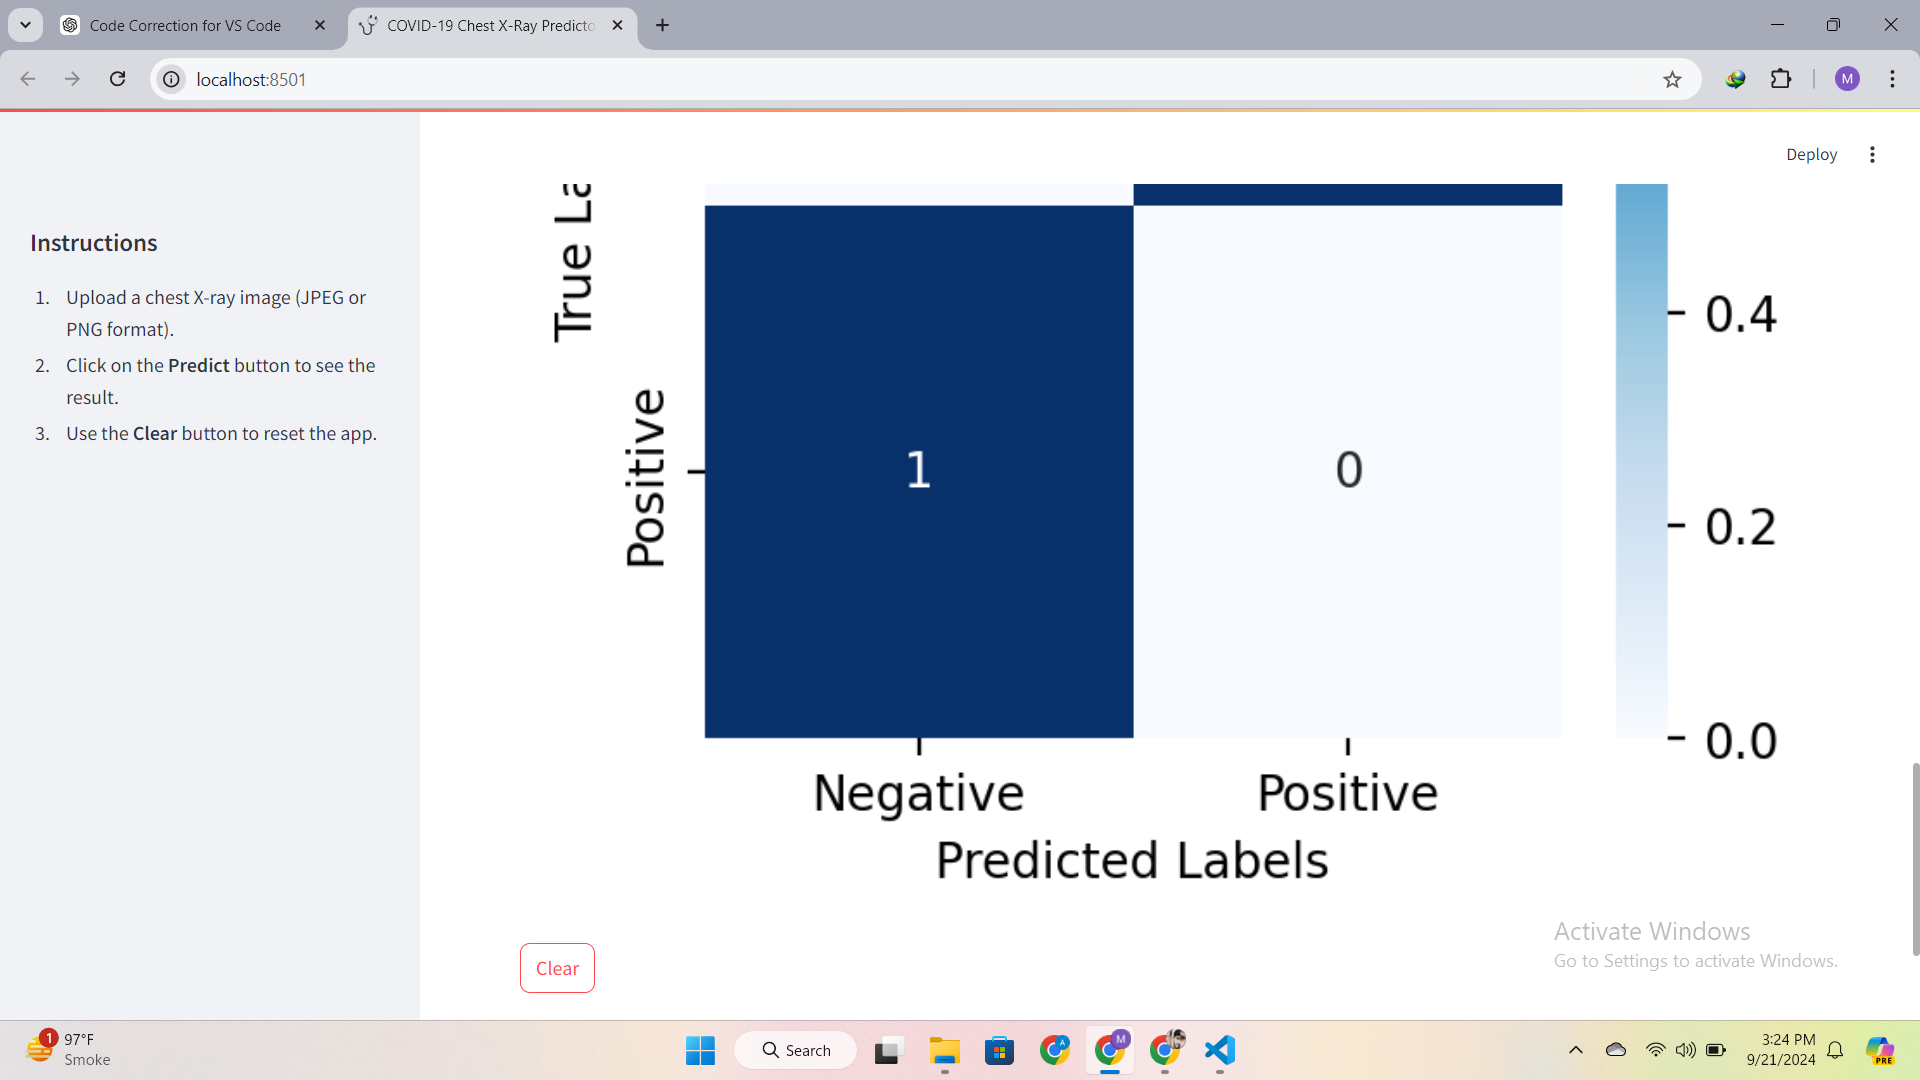 Code Correction for VS Code
COVID-19 Chest X-Ray Predicto
localhost:8501
M
Deploy
Instructions
1. Upload a chest X-ray image (JPEG or
PNG format).
2. Click on the Predict button to see the
result.
3. Use the Clear button to reset the app.
True La
Positive
1
0
0.4
0.2
0.0
Negative
Positive
Predicted Labels
Clear
Activate Windows
Go to Settings to activate Windows.
1
97°F
Smoke
Search
A
M
PRE
3:24 PM
9/21/2024